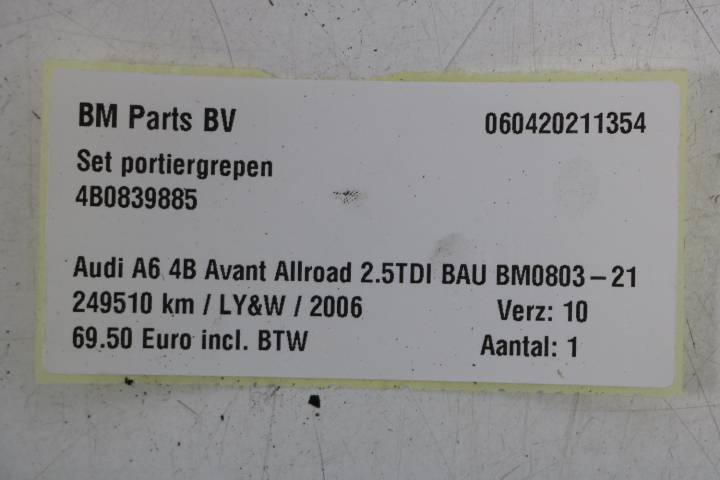 BM Parts BV 060420211354
Set portiergrepen
4B0839885
Audi A6 4B Avant Allroad 2.5TDI BAU BM0803-21
249510 km / LY&W / 2006 Verz: 10
69.50 Euro incl. BTW Aantal: 1